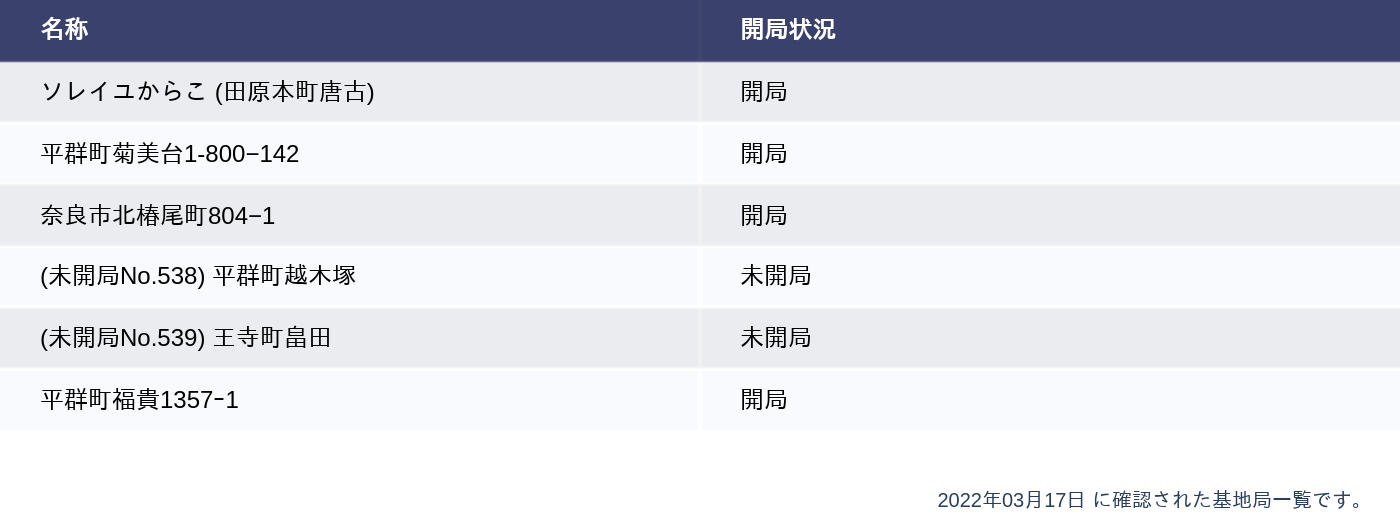 名称 開局状況
ソレイユからこ (田原本町唐古) 開局
平群町菊美台1-800−142 開局
奈良市北椿尾町804−1 開局
(未開局No.538) 平群町越木塚 未開局
(未開局No.539) 王寺町畠田 未開局
平群町福貴1357ｰ1 開局
2022年03月17日 に確認された基地局一覧です。